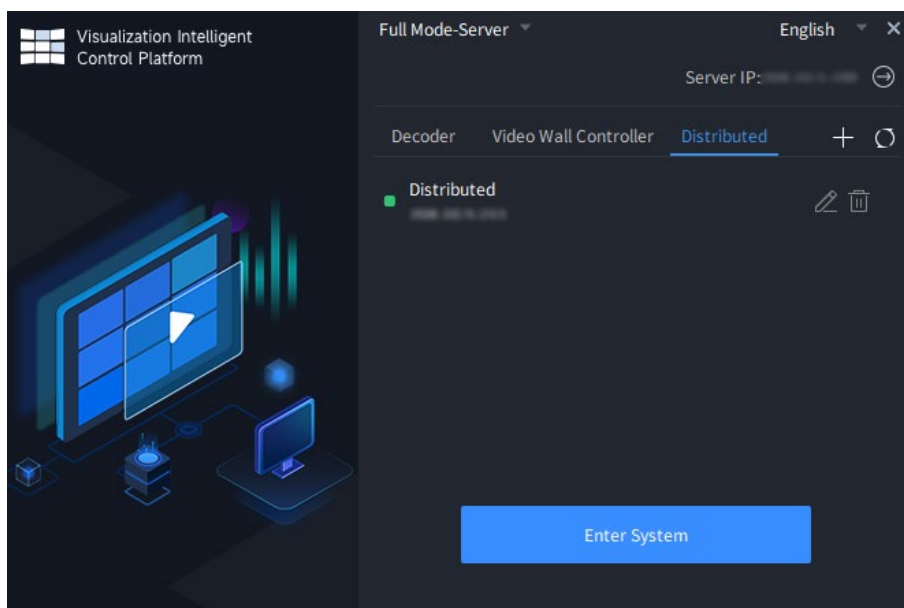 Visualization Intelligent
Control Platform
Full Mode-Server
English
Server IP:
Decoder
Video Wall Controller
Distributed
Distributed
Enter System